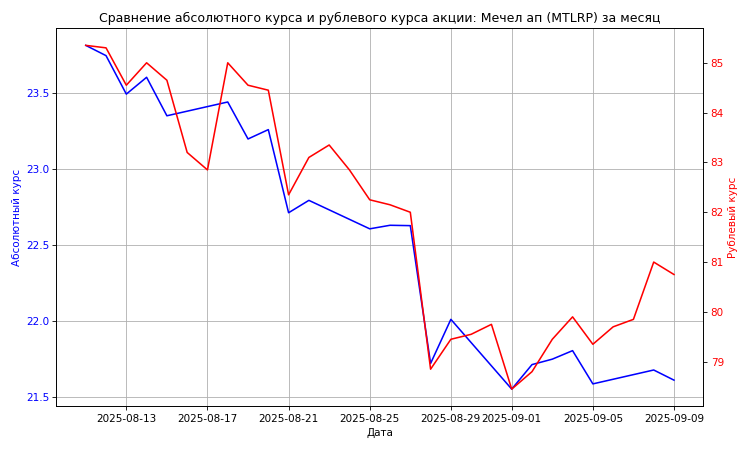 Сравнение абсолютного курса и рублевого курса акции: Мечел ап (MTLRP) за месяц
23.5
23.0
22.5
22.0
21.5
Абсолютный курс
85
84
83
82
81
80
79
Рублевый курс
2025-08-13 2025-08-17 2025-08-21 2025-08-25 2025-08-29 2025-09-01 2025-09-05 2025-09-09
Дата